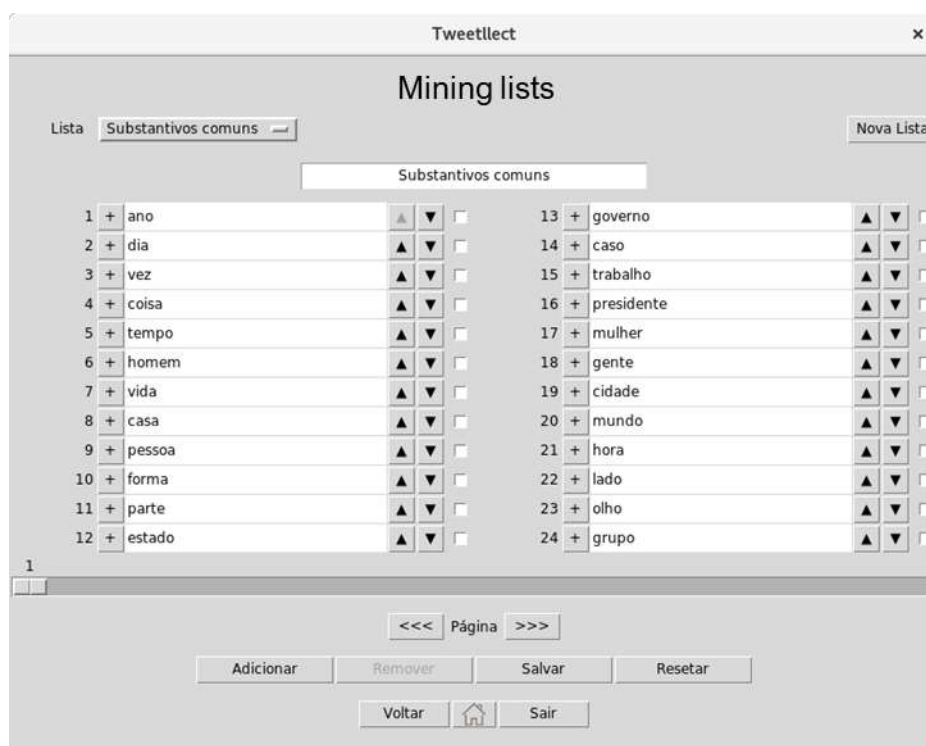 Tweetllect ×
Mining lists
Lista Substantivos comuns Nova Lista
Substantivos comuns
1 + ano ▲ ▼ 13 + governo ▲ ▼
2 + dia ▲ ▼ 14 + caso ▲ ▼
3 + vez ▲ ▼ 15 + trabalho ▲ ▼
4 + coisa ▲ ▼ 16 + presidente ▲ ▼
5 + tempo ▲ ▼ 17 + mulher ▲ ▼
6 + homem ▲ ▼ 18 + gente ▲ ▼
7 + vida ▲ ▼ 19 + cidade ▲ ▼
8 + casa ▲ ▼ 20 + mundo ▲ ▼
9 + pessoa ▲ ▼ 21 + hora ▲ ▼
10 + forma ▲ ▼ 22 + lado ▲ ▼
11 + parte ▲ ▼ 23 + olho ▲ ▼
12 + estado ▲ ▼ 24 + grupo ▲ ▼
1
<<< Página >>>
Adicionar Remover Salvar Resetar
Voltar Sair